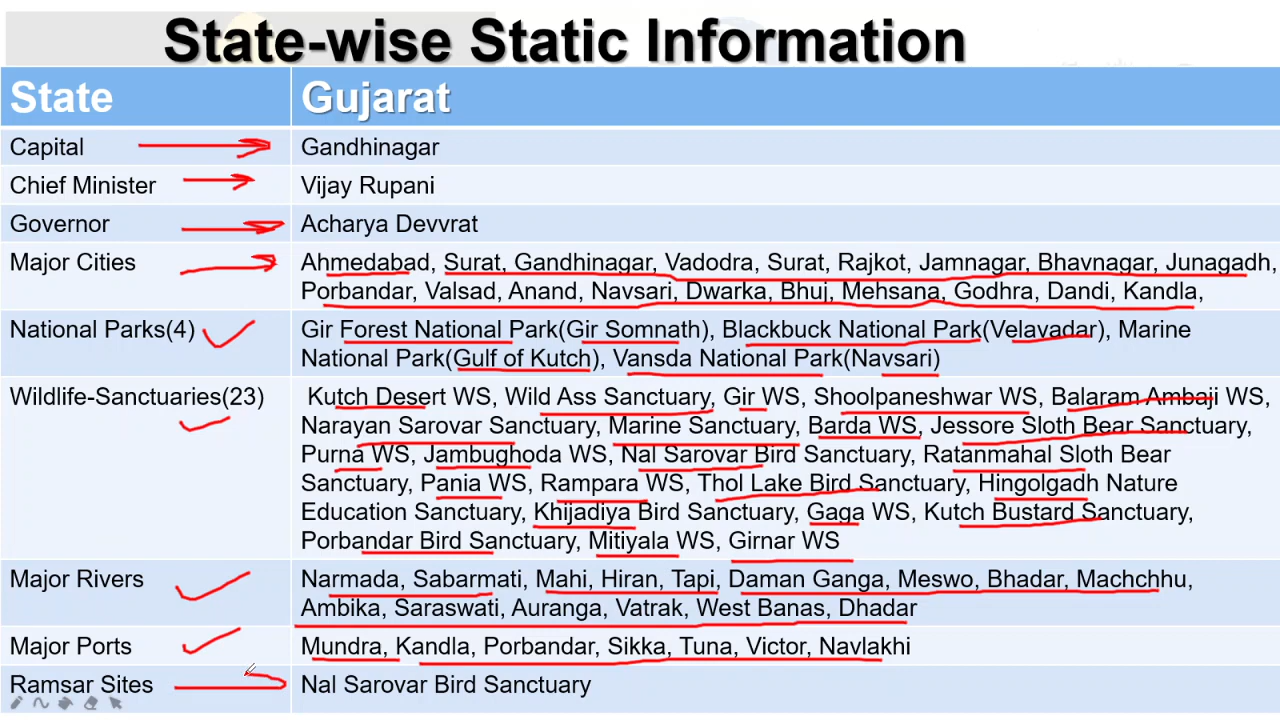 State-wise Static Information
State Gujarat
Capital Gandhinagar
Chief Minister Vijay Rupani
Governor Acharya Devvrat
Major Cities Ahmedabad, Surat, Gandhinagar, Vadodra, Surat, Rajkot, Jamnagar, Bhavnagar, Junagadh,
Porbandar, Valsad, Anand, Navsari, Dwarka, Bhuj, Mehsana, Godhra, Dandi, Kandla,
National Parks(4) Gir Forest National Park(Gir Somnath), Blackbuck National Park(Velavadar), Marine
National Park(Gulf of Kutch), Vansda National Park(Navsari)
Wildlife-Sanctuaries(23) Kutch Desert WS, Wild Ass Sanctuary, Gir WS, Shoolpaneshwar WS, Balaram Ambaji WS,
Narayan Sarovar Sanctuary, Marine Sanctuary, Barda WS, Jessore Sloth Bear Sanctuary,
Purna WS, Jambughoda WS, Nal Sarovar Bird Sanctuary, Ratanmahal Sloth Bear
Sanctuary, Pania WS, Rampara WS, Thol Lake Bird Sanctuary, Hingolgadh Nature
Education Sanctuary, Khijadiya Bird Sanctuary, Gaga WS, Kutch Bustard Sanctuary,
Porbandar Bird Sanctuary, Mitiyala WS, Girnar WS
Major Rivers Narmada, Sabarmati, Mahi, Hiran, Tapi, Daman Ganga, Meswo, Bhadar, Machchhu,
Ambika, Saraswati, Auranga, Vatrak, West Banas, Dhadar
Major Ports Mundra, Kandla, Porbandar, Sikka, Tuna, Victor, Navlakhi
Ramsar Sites Nal Sarovar Bird Sanctuary